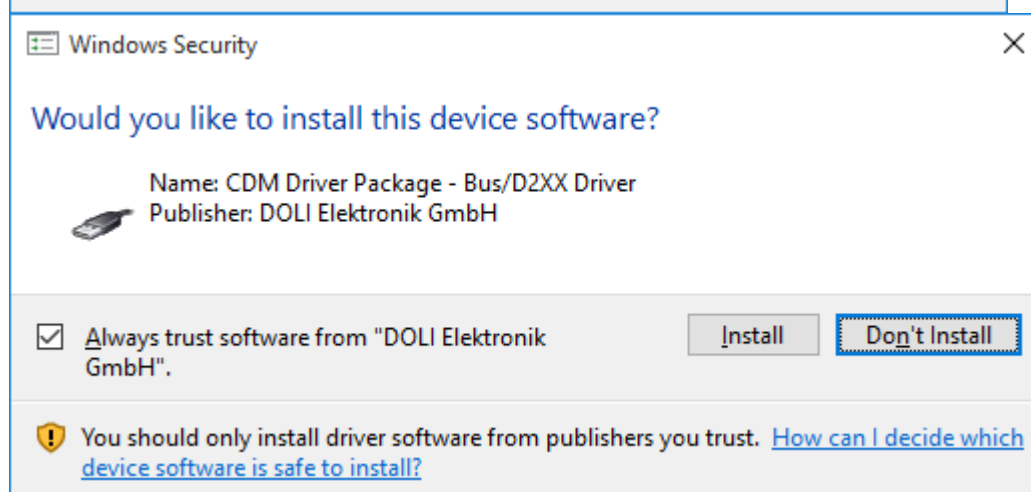 Windows Security
Would you like to install this device software?
Name: CDM Driver Package - Bus/D2XX Driver
Publisher: DOLI Elektronik GmbH
Always trust software from "DOLI Elektronik
GmbH".
Install
Don't Install
You should only install driver software from publishers you trust. How can I decide which
device software is safe to install?